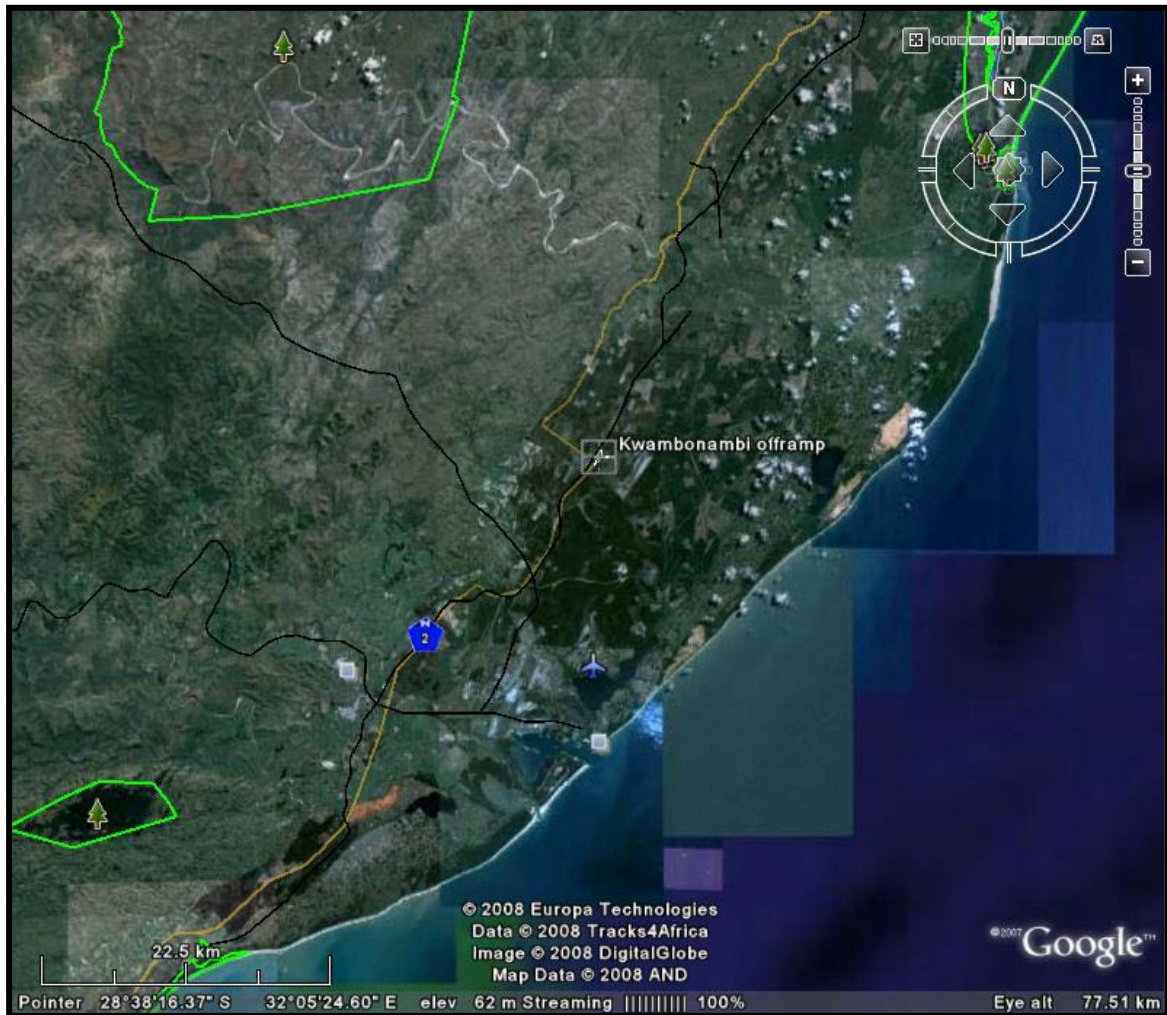 N
Kwambonambi offramp
N
2
© 2008 Europa Technologies
Data © 2008 Tracks4Africa
Image © 2008 DigitalGlobe
Map Data © 2008 AND
©2007 Google™
22.5 km
Pointer 28°38'16.37" S 32°05'24.60" E elev 62 m Streaming |||||||||| 100% Eye alt 77.51 km